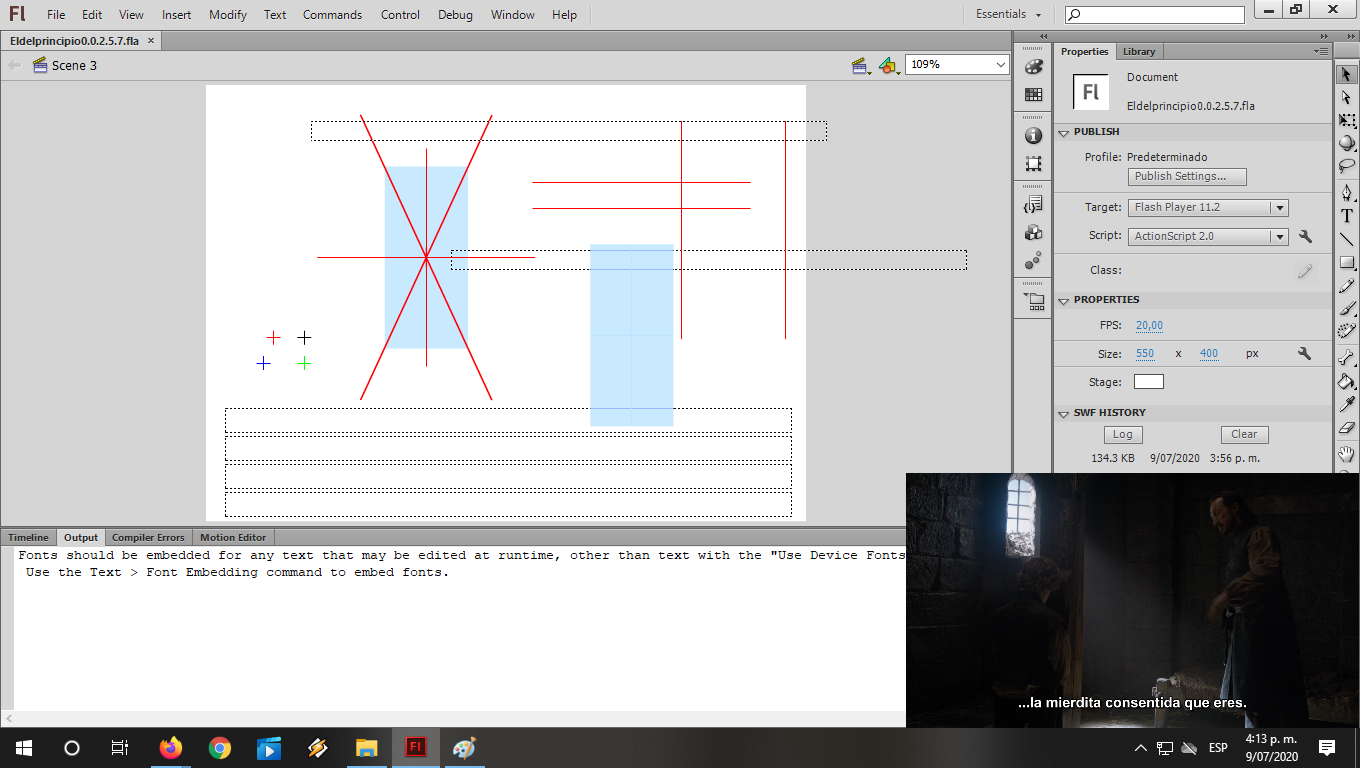 Fl File Edit View Insert Modify Text Commands Control Debug Window Help Essentials
Eldelprincipio0.0.2.5.7.fla ×
Scene 3
109%
Properties Library
Fl
Document
Eldelprincipio0.0.2.5.7.fla
PUBLISH
Profile: Predeterminado
Publish Settings...
Target: Flash Player 11.2
Script: ActionScript 2.0
Class:
PROPERTIES
FPS: 20,00
Size: 550 x 400 px
Stage:
SWF HISTORY
Log Clear
134.3 KB 9/07/2020 3:56 p. m.
T
Timeline Output Compiler Errors Motion Editor
Fonts should be embedded for any text that may be edited at runtime, other than text with the "Use Device Fonts
Use the Text > Font Embedding command to embed fonts.
...la mierdita consentida que eres.
Fl
ESP
4:13 p. m.
9/07/2020